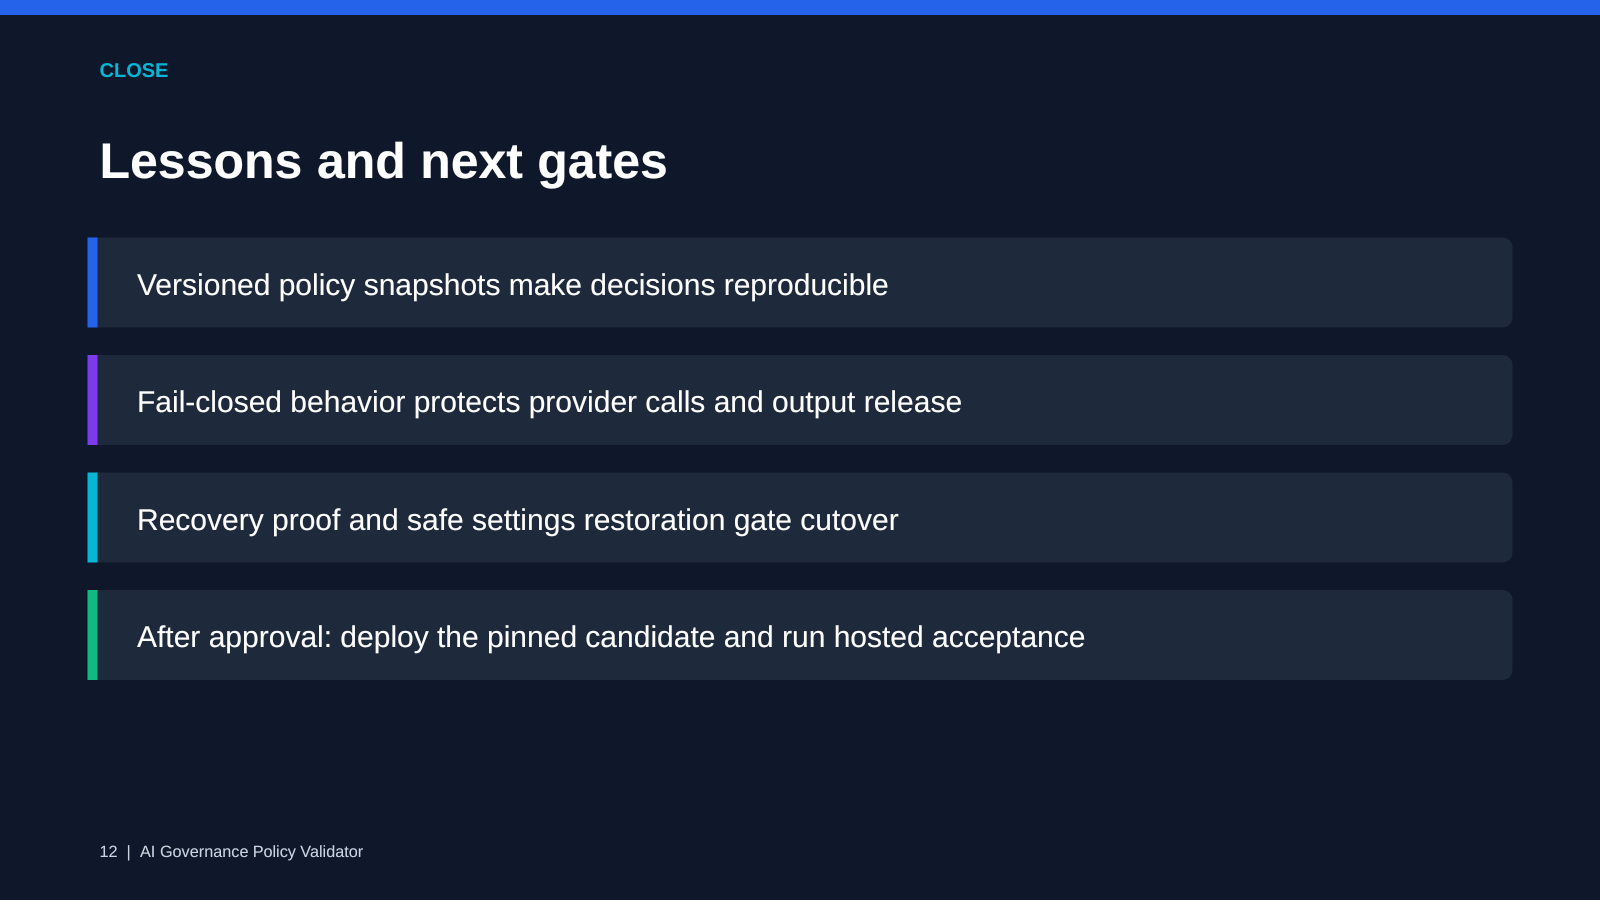 CLOSE
Lessons and next gates
Versioned policy snapshots make decisions reproducible
Fail-closed behavior protects provider calls and output release
Recovery proof and safe settings restoration gate cutover
After approval: deploy the pinned candidate and run hosted acceptance
12 | AI Governance Policy Validator